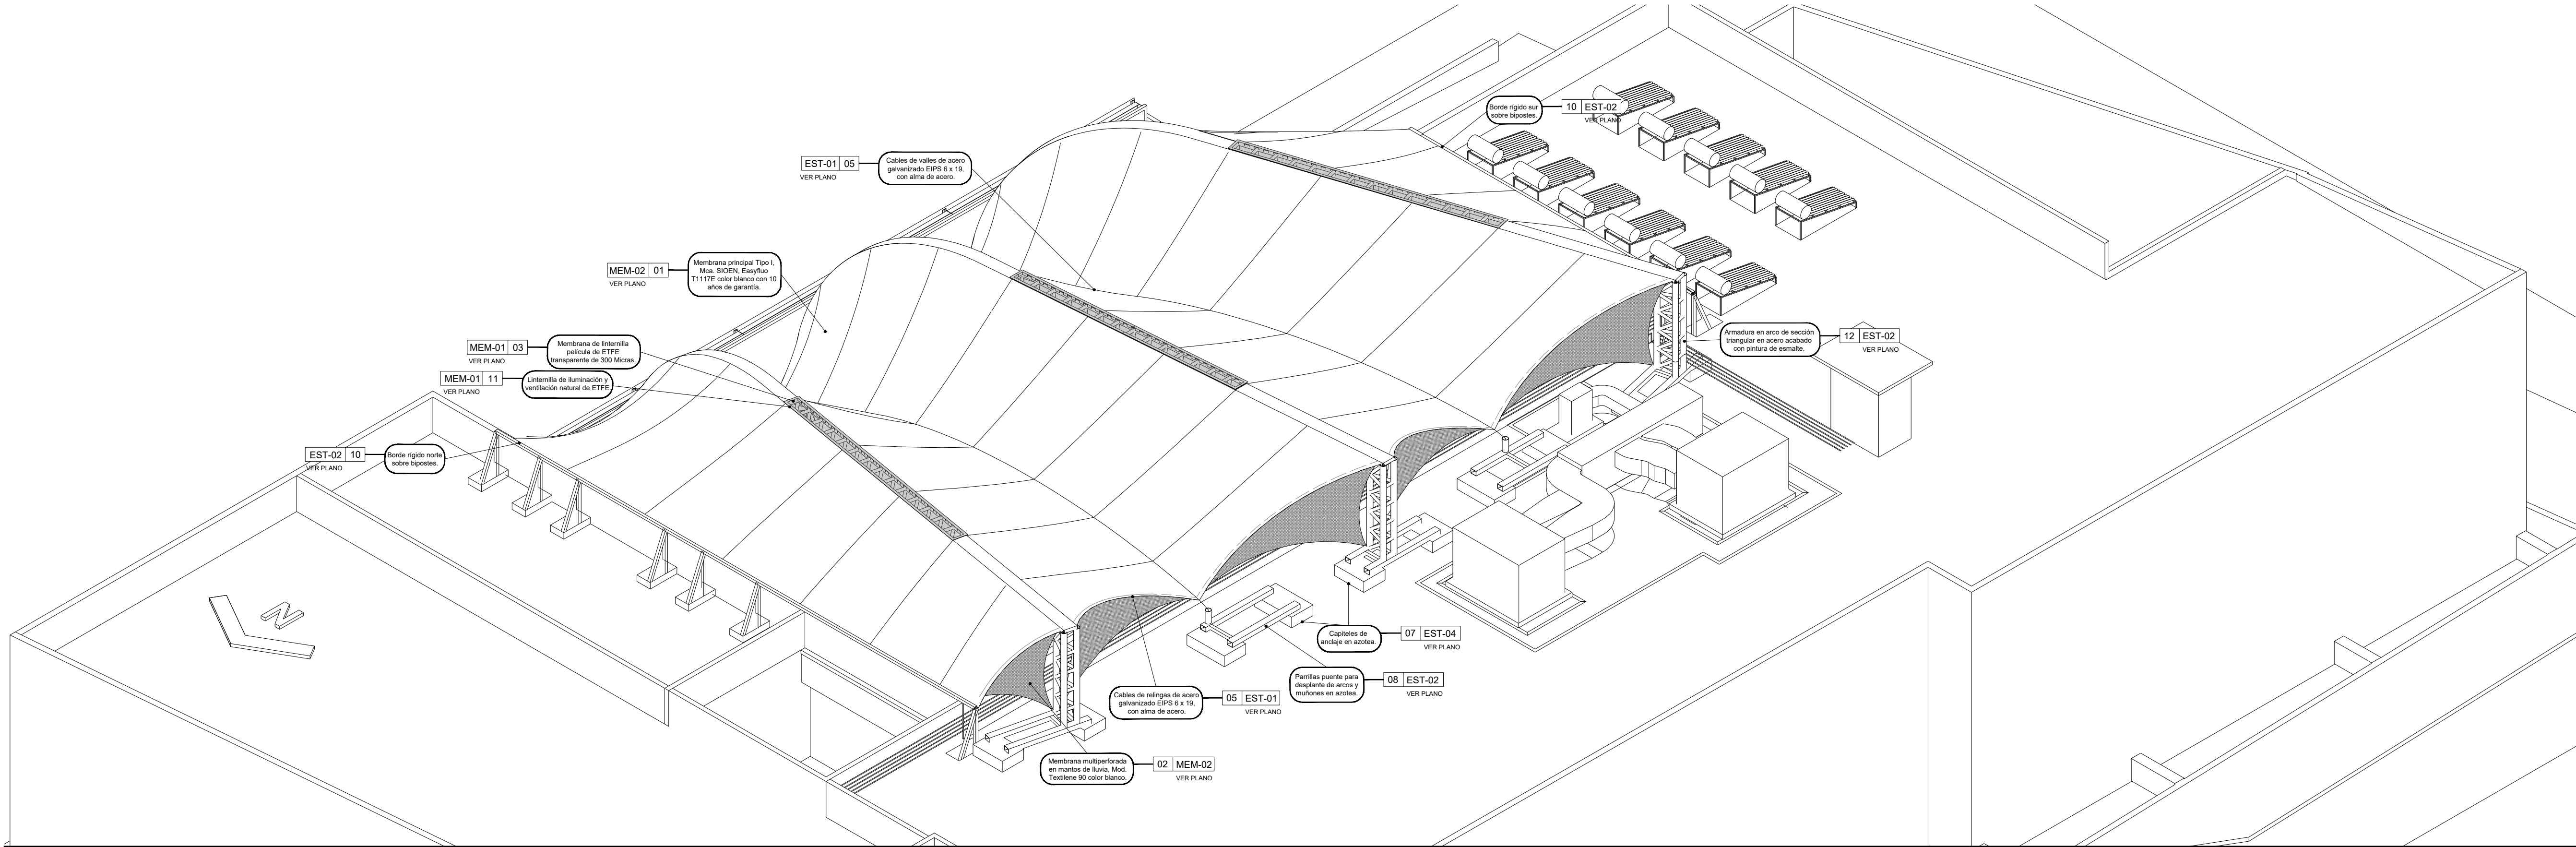 Borde rígido sur
sobre bipostes.
10 EST-02
VER PLANO
EST-01 05
VER PLANO
Cables de valles de acero
galvanizado EIPS 6 x 19,
con alma de acero.
MEM-02 01
VER PLANO
Membrana principal Tipo I,
Mca. SIOEN, Easyfluo
T1117E color blanco con 10
años de garantía.
MEM-01 03
VER PLANO
Membrana de linternilla
película de ETFE
transparente de 300 Micras.
MEM-01 11
VER PLANO
Linternilla de iluminación y
ventilación natural de ETFE.
EST-02 10
VER PLANO
Borde rígido norte
sobre bipostes.
Armadura en arco de sección
triangular en acero acabado
con pintura de esmalte.
12 EST-02
VER PLANO
N
Capiteles de
anclaje en azotea.
07 EST-04
VER PLANO
Parrillas puente para
desplante de arcos y
muñones en azotea.
08 EST-02
VER PLANO
Cables de relingas de acero
galvanizado EIPS 6 x 19,
con alma de acero.
05 EST-01
VER PLANO
Membrana multiperforada
en mantos de lluvia, Mod.
Textilene 90 color blanco.
02 MEM-02
VER PLANO